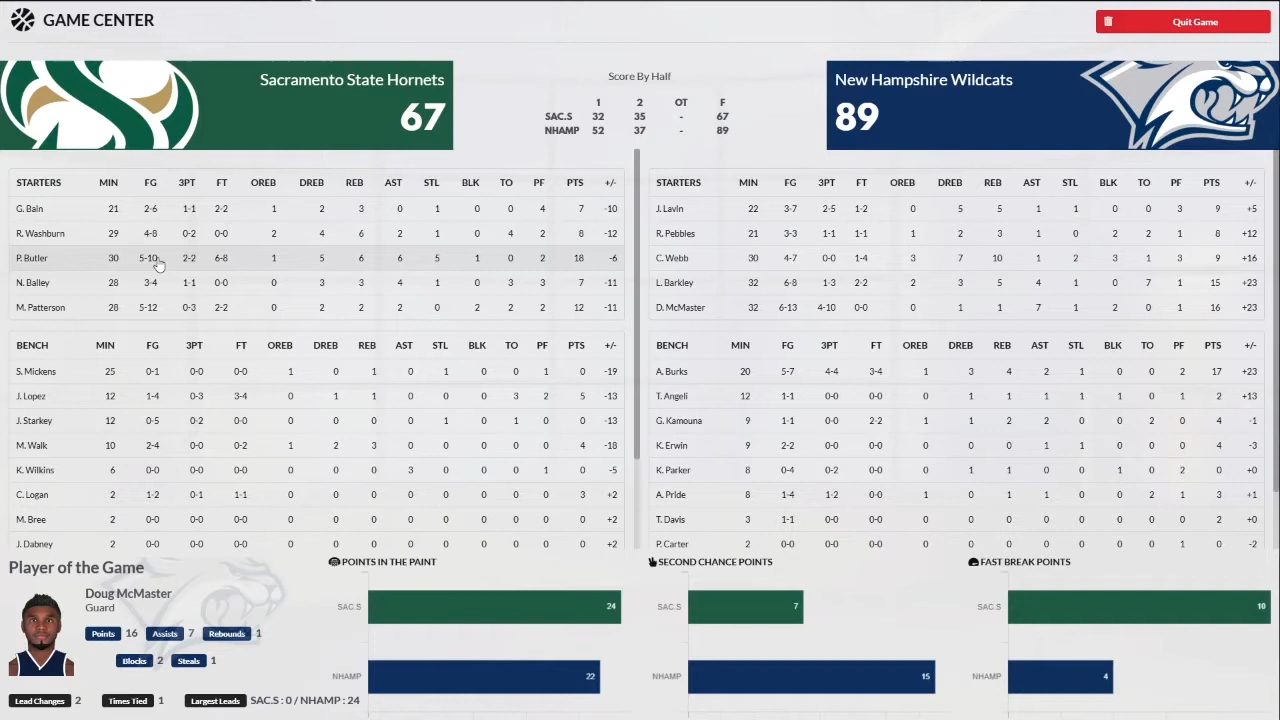 GAME CENTER
Quit Game
Sacramento State Hornets
67
Score By Half
1 2 OT F
SAC.S 32 35 - 67
NHAMP 52 37 - 89
New Hampshire Wildcats
89
STARTERS MIN FG 3PT FT OREB DREB REB AST STL BLK TO PF PTS +/-
G. Bain 21 2-6 1-1 2-2 1 2 3 0 1 0 0 4 7 -10
R. Washburn 29 4-8 0-2 0-0 2 4 6 2 1 0 4 2 8 -12
P. Butler 30 5-10 2-2 6-8 1 5 6 6 5 1 0 2 18 -6
N. Balley 28 3-4 1-1 0-0 0 3 3 4 1 0 3 3 7 -11
M. Patterson 28 5-12 0-3 2-2 0 2 2 2 0 2 2 2 12 -11
BENCH MIN FG 3PT FT OREB DREB REB AST STL BLK TO PF PTS +/-
S. Mickens 25 0-1 0-0 0-0 1 0 1 0 1 0 0 1 0 -19
J. Lopez 12 1-4 0-3 3-4 0 1 1 0 0 0 3 2 5 -13
J. Starkey 12 0-5 0-2 0-0 0 0 0 0 1 0 1 0 0 -13
M. Walk 10 2-4 0-0 0-2 1 2 3 0 0 0 0 0 4 -18
K. Wilkins 6 0-0 0-0 0-0 0 0 0 3 0 0 0 1 0 -5
C. Logan 2 1-2 0-1 1-1 0 0 0 0 0 0 0 0 3 +2
M. Bree 2 0-0 0-0 0-0 0 0 0 0 0 0 0 0 0 +2
J. Dabney 2 0-0 0-0 0-0 0 0 0 0 0 0 0 0 0 +2
STARTERS MIN FG 3PT FT OREB DREB REB AST STL BLK TO PF PTS +/-
J. Lavin 22 3-7 2-5 1-2 0 5 5 1 1 0 0 3 9 +5
R. Pebbles 21 3-3 1-1 1-1 0 3 3 1 0 0 2 1 8 +12
C. Webb 30 4-7 0-0 1-4 3 7 10 1 2 3 1 3 9 +16
L. Barkley 32 6-8 1-3 2-2 2 3 5 4 1 0 7 1 15 +23
D. McMaster 32 6-13 4-10 0-0 0 1 1 7 1 2 0 1 16 +23
BENCH MIN FG 3PT FT OREB DREB REB AST STL BLK TO PF PTS +/-
A. Burks 20 5-7 4-4 3-4 1 3 4 2 1 0 0 2 17 +23
T. Angeli 12 1-1 0-0 0-0 0 1 1 1 1 1 0 1 2 +13
G. Kamouna 9 1-1 0-0 2-2 1 1 2 2 0 0 2 0 4 -1
K. Erwin 9 2-2 0-0 0-0 0 0 0 1 1 0 0 0 4 -3
K. Parker 8 0-4 0-2 0-0 0 1 1 0 0 1 0 2 0 +0
A. Pride 8 1-4 1-2 0-0 1 0 1 1 0 0 2 1 3 +1
T. Davis 3 1-1 0-0 0-0 0 0 0 0 0 0 0 0 2 +0
P. Carter 2 0-0 0-0 0-0 0 0 0 0 0 0 0 1 0 -2
Player of the Game
Doug McMaster
Guard
Points 16 Assists 7 Rebounds 1
Blocks 2 Steals 1
Lead Changes 2 Times Tied 1 Largest Leads SAC.S : 0 / NHAMP : 24
POINTS IN THE PAINT
SAC.S 24
NHAMP 22
SECOND CHANCE POINTS
SAC.S 7
NHAMP 15
FAST BREAK POINTS
SAC.S 10
NHAMP 4